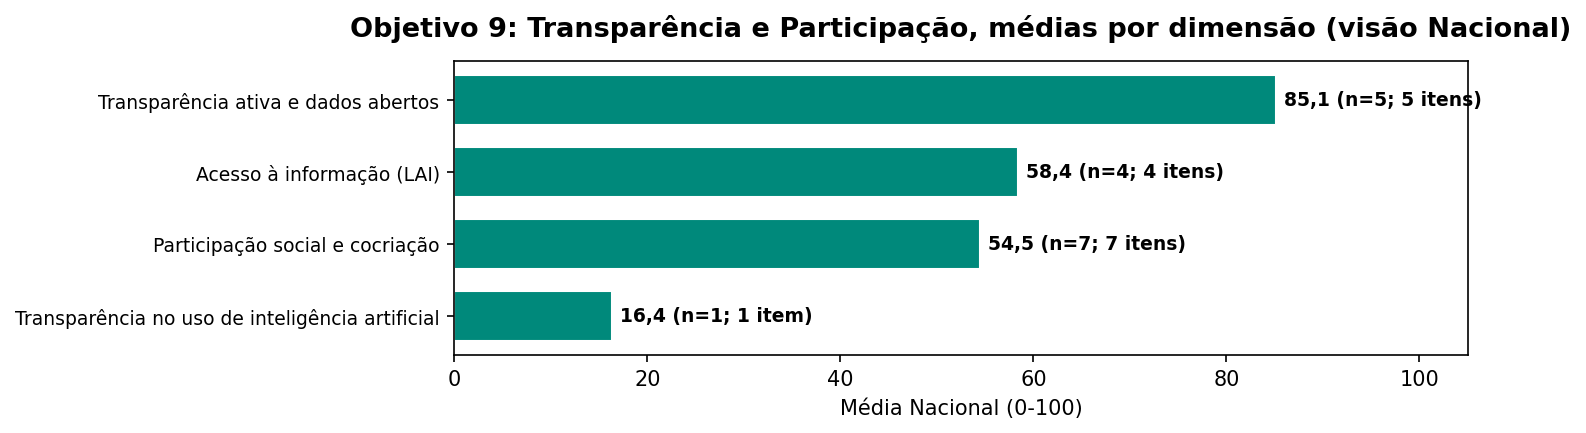 Objetivo 9: Transparência e Participação, médias por dimensão (visão Nacional)
Transparência ativa e dados abertos
85,1 (n=5; 5 itens)
Acesso à informação (LAI)
58,4 (n=4; 4 itens)
Participação social e cocriação
54,5 (n=7; 7 itens)
Transparência no uso de inteligência artificial
16,4 (n=1; 1 item)
0 20 40 60 80 100
Média Nacional (0-100)